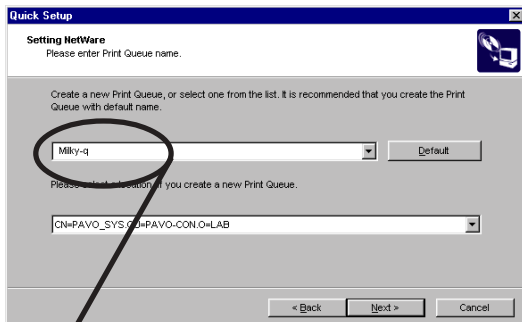 Quick Setup
Setting NetWare
Please enter Print Queue name.
Create a new Print Queue, or select one from the list. It is recommended that you create the Print
Queue with default name.
Milky-q
Default
Please select a location if you create a new Print Queue.
CN=PAVO_SYS.OU=PAVO-CON.O=LAB
< Back
Next >
Cancel